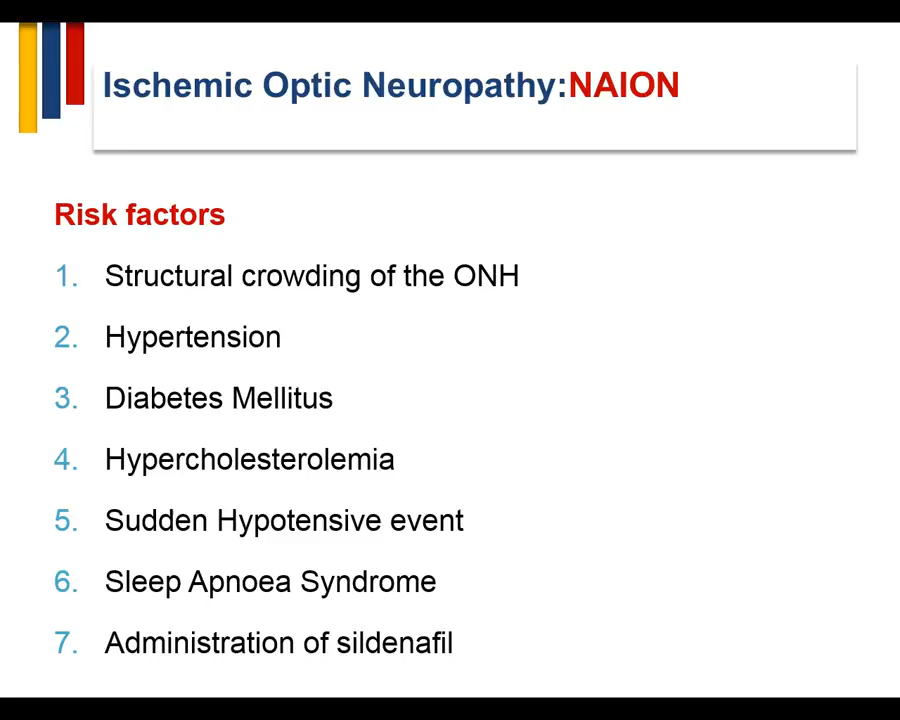 Ischemic Optic Neuropathy:NAION
Risk factors
1. Structural crowding of the ONH
2. Hypertension
3. Diabetes Mellitus
4. Hypercholesterolemia
5. Sudden Hypotensive event
6. Sleep Apnoea Syndrome
7. Administration of sildenafil